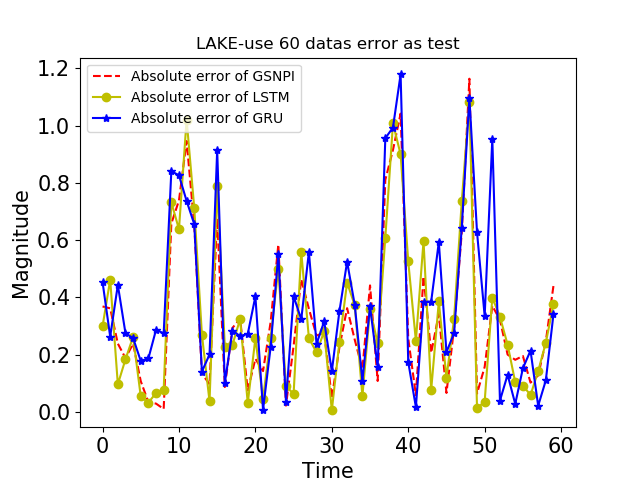 LAKE-use 60 datas error as test
Absolute error of GSNPI
Absolute error of LSTM
Absolute error of GRU
Magnitude
1.2
1.0
0.8
0.6
0.4
0.2
0.0
0 10 20 30 40 50 60
Time